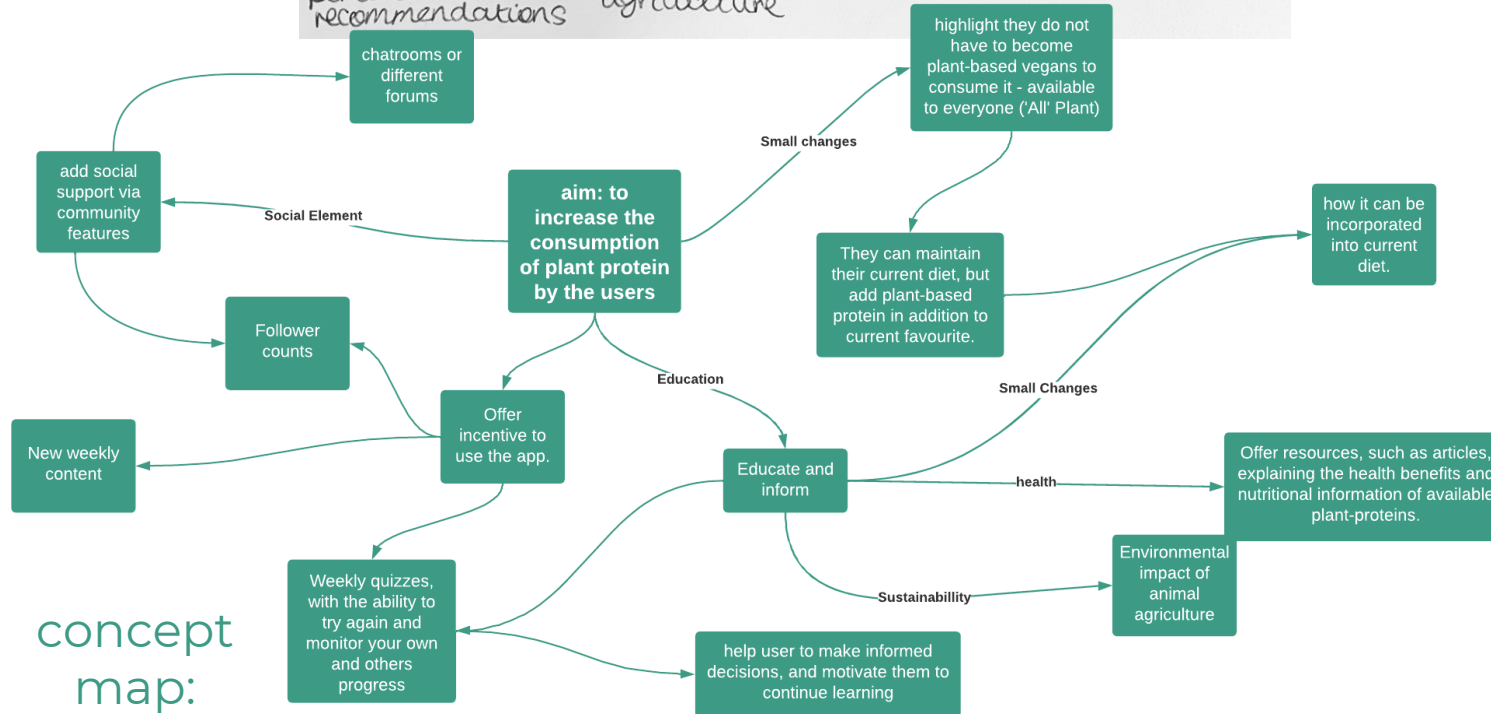 recommendations
agriculture
chatrooms or
different
forums
highlight they do not
have to become
plant-based vegans to
consume it - available
to everyone ('All' Plant)
Small changes
add social
support via
community
features
Social Element
aim: to
increase the
consumption
of plant protein
by the users
how it can be
incorporated
into current
diet.
They can maintain
their current diet, but
add plant-based
protein in addition to
current favourite.
Follower
counts
Education
Small Changes
Offer
incentive to
use the app.
New weekly
content
Educate and
inform
health
Offer resources, such as articles,
explaining the health benefits and
nutritional information of available
plant-proteins.
Environmental
impact of
animal
agriculture
Sustainabillity
Weekly quizzes,
with the ability to
try again and
monitor your own
and others
progress
help user to make informed
decisions, and motivate them to
continue learning
concept
map: